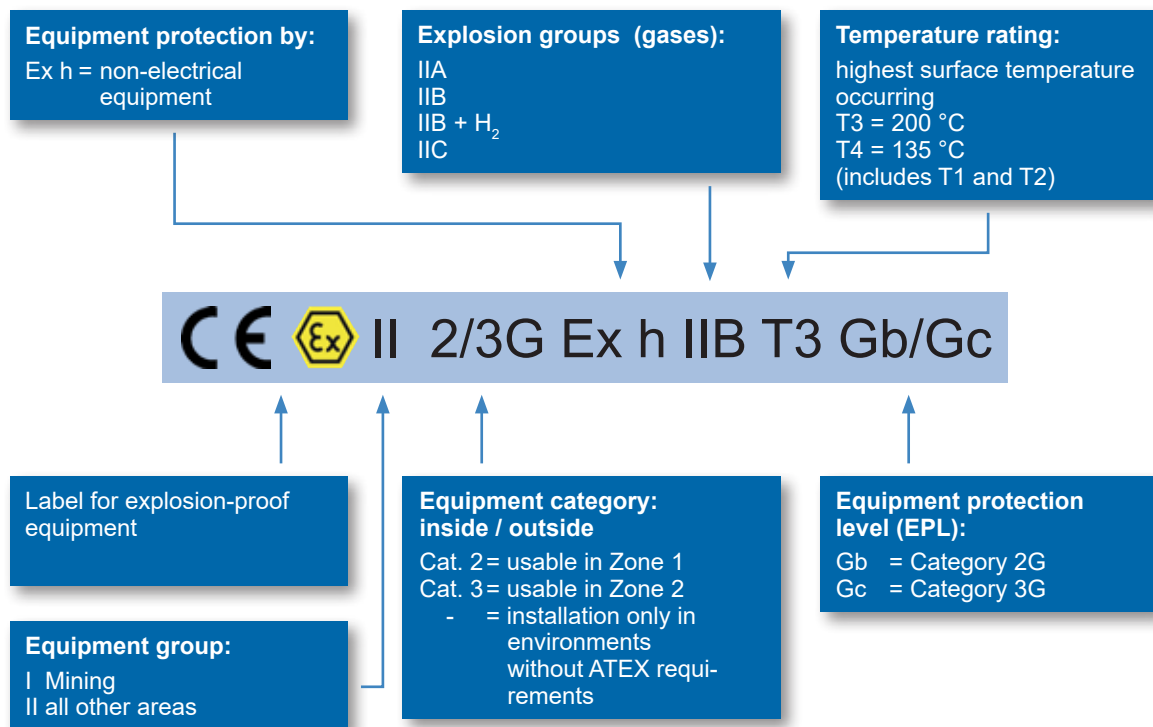 Equipment protection by:
Ex h = non-electrical
equipment
Explosion groups (gases):
IIA
IIB
IIB + H₂
IIC
Temperature rating:
highest surface temperature
occurring
T3 = 200 °C
T4 = 135 °C
(includes T1 and T2)
CE Ex II 2/3G Ex h IIB T3 Gb/Gc
Label for explosion-proof
equipment
Equipment group:
I Mining
II all other areas
Equipment category:
inside / outside
Cat. 2 = usable in Zone 1
Cat. 3 = usable in Zone 2
- = installation only in
environments
without ATEX requi-
rements
Equipment protection
level (EPL):
Gb = Category 2G
Gc = Category 3G